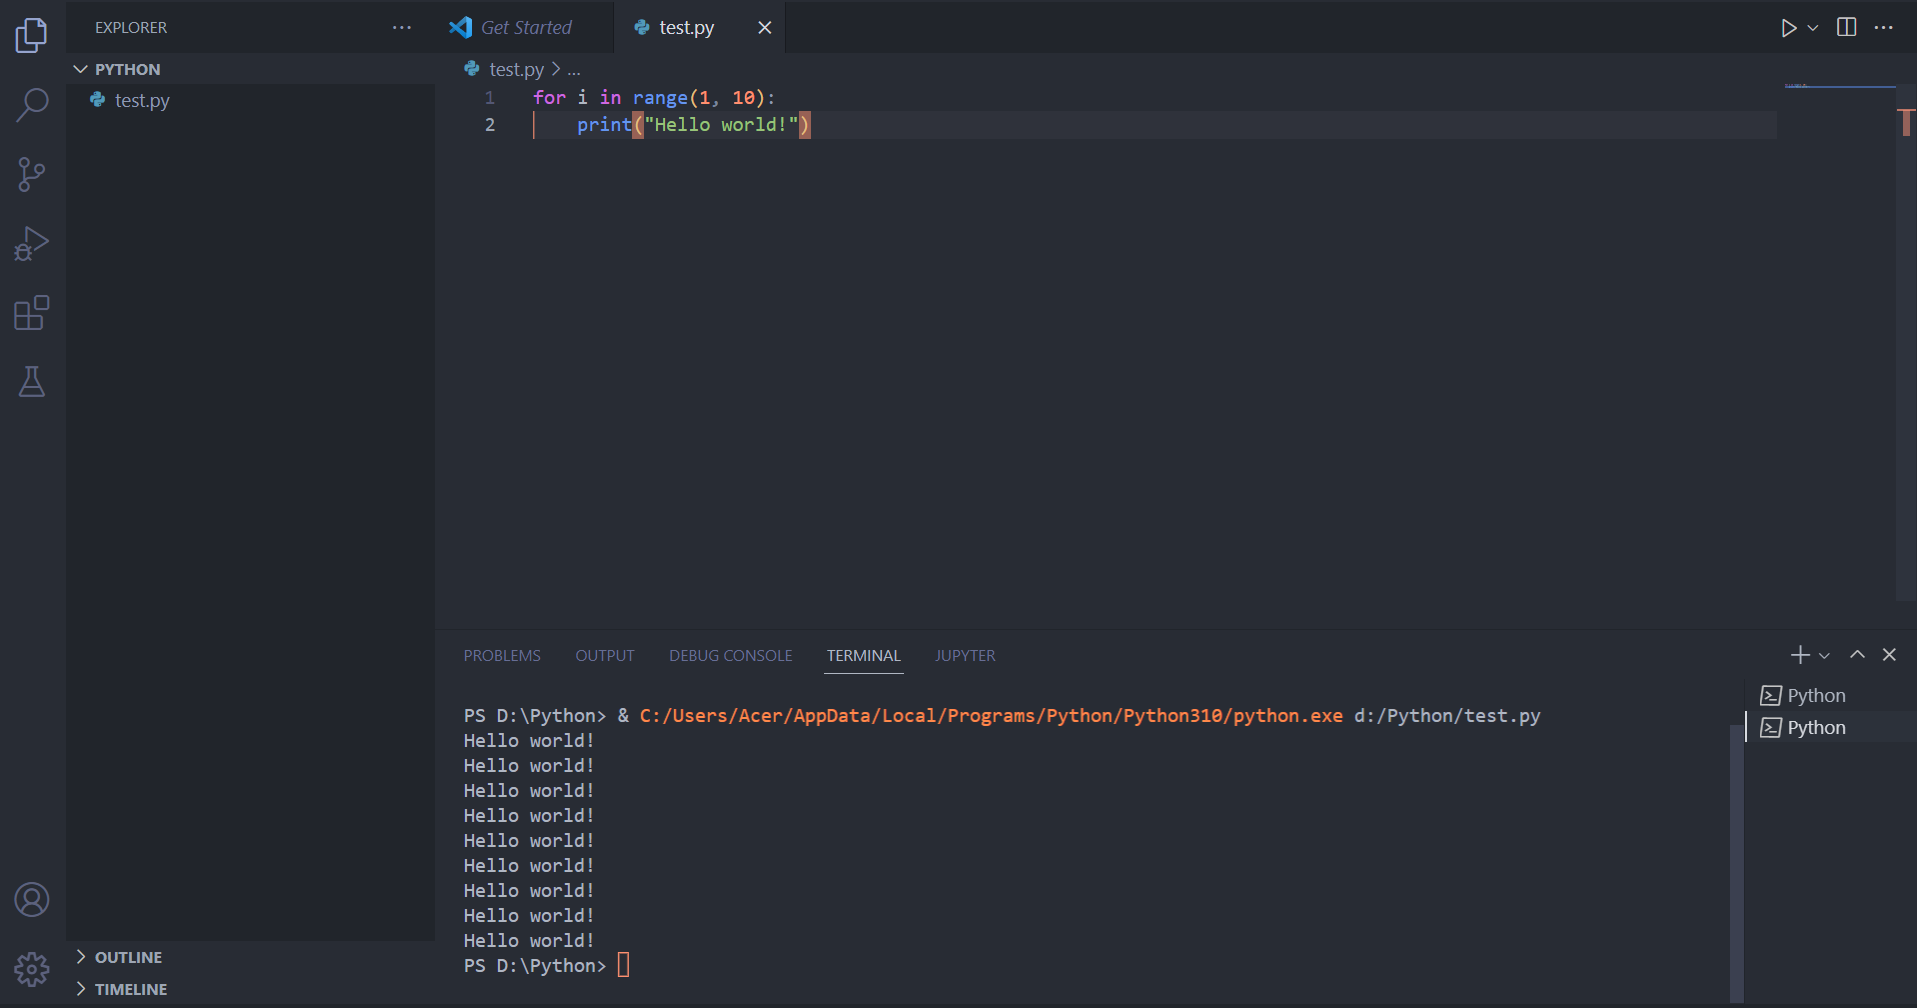 EXPLORER
PYTHON
test.py
OUTLINE
TIMELINE
Get Started
test.py
test.py > ...
1 for i in range(1, 10):
2     print("Hello world!")
PROBLEMS OUTPUT DEBUG CONSOLE TERMINAL JUPYTER
PS D:\Python> & C:/Users/Acer/AppData/Local/Programs/Python/Python310/python.exe d:/Python/test.py
Hello world!
Hello world!
Hello world!
Hello world!
Hello world!
Hello world!
Hello world!
Hello world!
Hello world!
PS D:\Python>
Python
Python